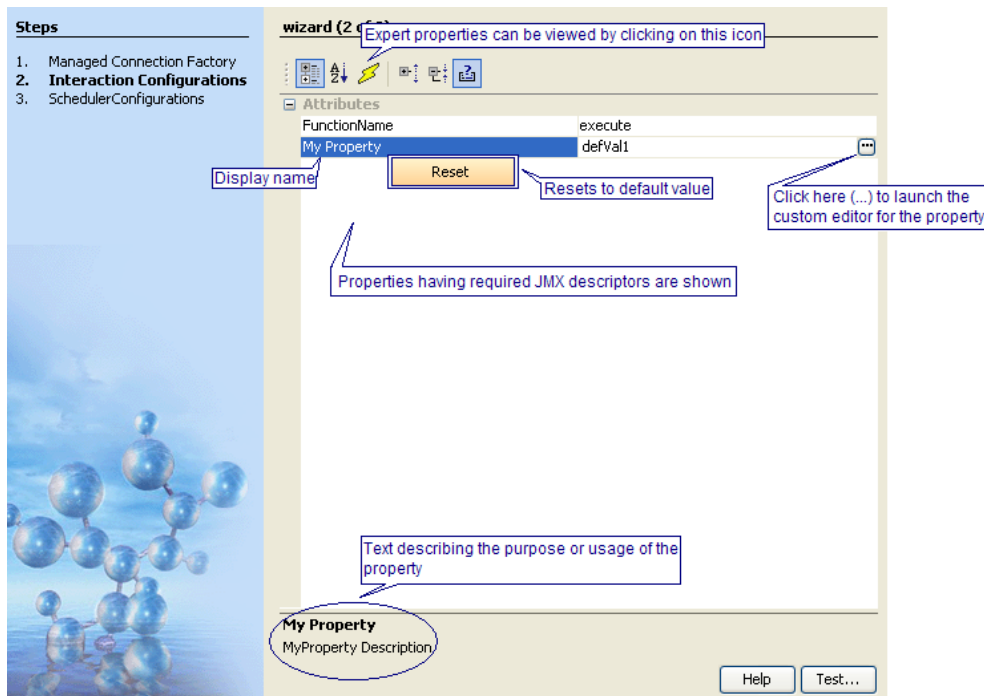 Steps
1. Managed Connection Factory
2. Interaction Configurations
3. SchedulerConfigurations
wizard (2 of
Expert properties can be viewed by clicking on this icon
Attributes
FunctionName execute
My Property defVal1
Display name
Reset
Resets to default value
Click here (...) to launch the
custom editor for the property
Properties having required JMX descriptors are shown
Text describing the purpose or usage of the
property
My Property
MyProperty Description
Help Test...